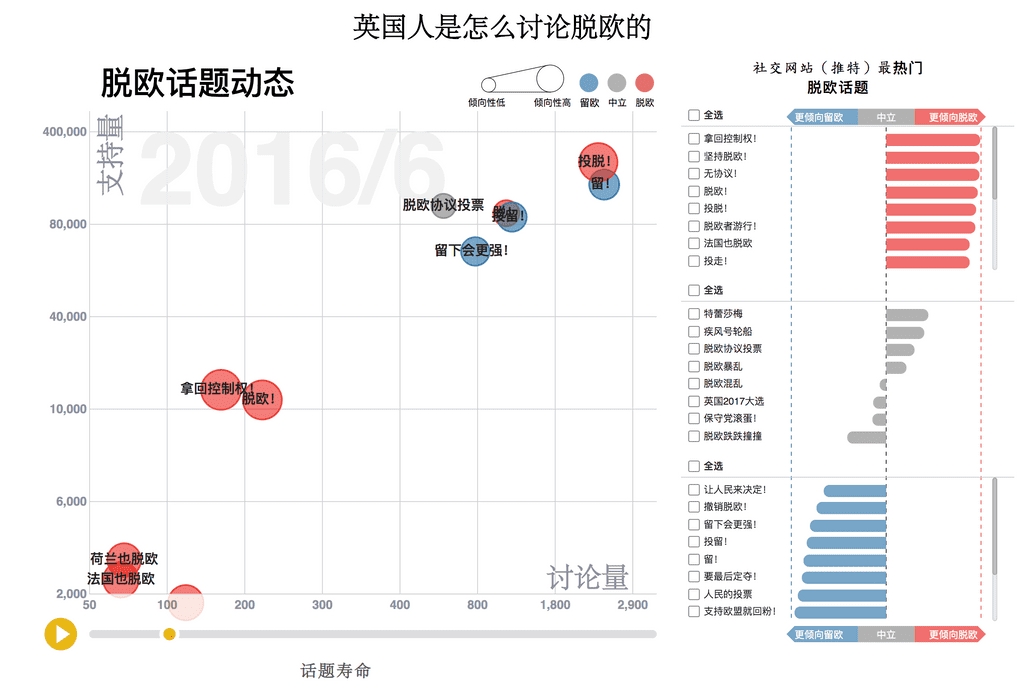 英国人是怎么讨论脱欧的
脱欧话题动态
倾向性低
倾向性高
留欧
中立
脱欧
2016/6
支持量
400,000
80,000
40,000
10,000
6,000
2,000
投脱!
留!
脱欧协议投票
投留!
留下会更强!
拿回控制权!
脱欧!
荷兰也脱欧
法国也脱欧
讨论量
50
100
200
300
400
800
1,800
2,900
话题寿命
社交网站（推特）最热门
脱欧话题
全选
更倾向留欧
中立
更倾向脱欧
拿回控制权!
坚持脱欧!
无协议!
脱欧!
投脱!
脱欧者游行!
法国也脱欧
投走!
全选
特蕾莎梅
疾风号轮船
脱欧协议投票
脱欧暴乱
脱欧混乱
英国2017大选
保守党滚蛋!
脱欧跌跌撞撞
全选
让人民来决定!
撤销脱欧!
留下会更强!
投留!
留!
要最后定夺!
人民的投票
支持欧盟就回粉!
更倾向留欧
中立
更倾向脱欧